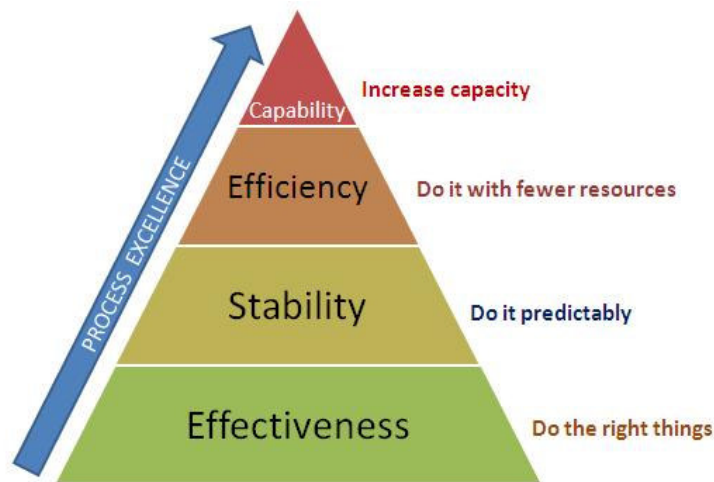 Capability
Increase capacity
Efficiency
Do it with fewer resources
Stability
Do it predictably
Effectiveness
Do the right things
PROCESS EXCELLENCE